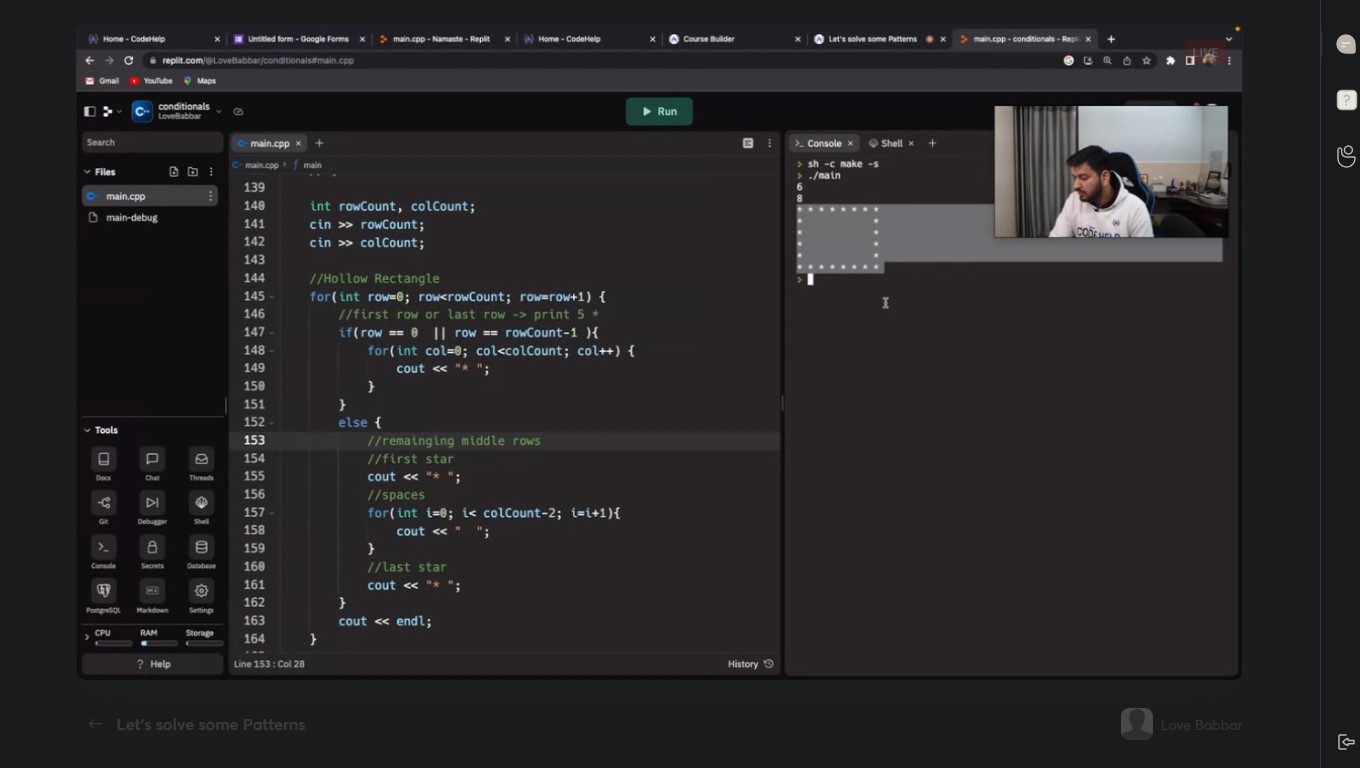 Home - CodeHelp
Untitled form - Google Forms
main.cpp - Namaste - Replit
Home - CodeHelp
Course Builder
Let's solve some Patterns
main.cpp - conditionals - Repl
replit.com/@LoveBabbar/conditionals#main.cpp
LIVE
Gmail
YouTube
Maps
conditionals
LoveBabbar
Run
Search
Files
main.cpp
main-debug
Tools
Docs
Chat
Threads
Git
Debugger
Shell
Console
Secrets
Database
PostgreSQL
Markdown
Settings
CPU
RAM
Storage
? Help
main.cpp
main.cpp > f main
139
140 int rowCount, colCount;
141 cin >> rowCount;
142 cin >> colCount;
143
144 //Hollow Rectangle
145 for(int row=0; row<rowCount; row=row+1) {
146 //first row or last row -> print 5 *
147 if(row == 0  || row == rowCount-1 ){
148 for(int col=0; col<colCount; col++) {
149 cout << "* ";
150 }
151 }
152 else {
153 //remainging middle rows
154 //first star
155 cout << "* ";
156 //spaces
157 for(int i=0; i< colCount-2; i=i+1){
158 cout << "  ";
159 }
160 //last star
161 cout << "* ";
162 }
163 cout << endl;
164 }
Line 153 : Col 28
History
Console
Shell
> sh -c make -s
> ./main
6
8
* * * * * * * *
*             *
*             *
*             *
*             *
* * * * * * * *
>
Let's solve some Patterns
Love Babbar